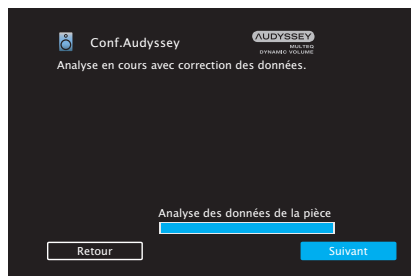 Conf.Audyssey
AUDYSSEY
MULTEQ
DYNAMIC VOLUME
Analyse en cours avec correction des données.
Analyse des données de la pièce
Retour
Suivant